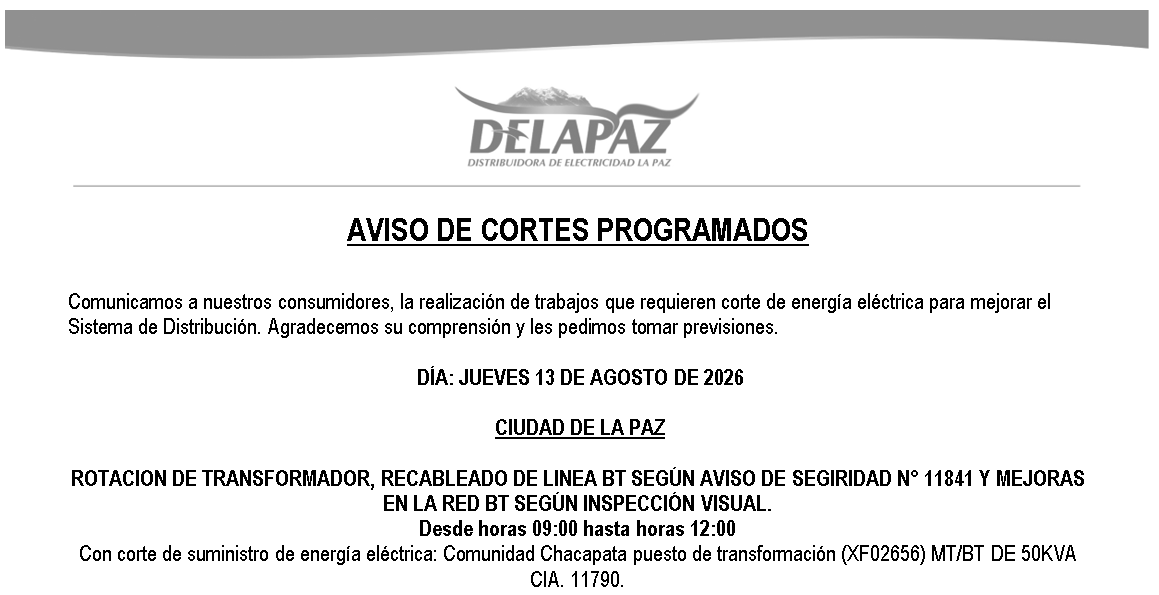 DELAPAZ
DISTRIBUIDORA DE ELECTRICIDAD LA PAZ
AVISO DE CORTES PROGRAMADOS
Comunicamos a nuestros consumidores, la realización de trabajos que requieren corte de energía eléctrica para mejorar el
Sistema de Distribución. Agradecemos su comprensión y les pedimos tomar previsiones.
DÍA: JUEVES 13 DE AGOSTO DE 2026
CIUDAD DE LA PAZ
ROTACION DE TRANSFORMADOR, RECABLEADO DE LINEA BT SEGÚN AVISO DE SEGIRIDAD N° 11841 Y MEJORAS
EN LA RED BT SEGÚN INSPECCIÓN VISUAL.
Desde horas 09:00 hasta horas 12:00
Con corte de suministro de energía eléctrica: Comunidad Chacapata puesto de transformación (XF02656) MT/BT DE 50KVA
CIA. 11790.